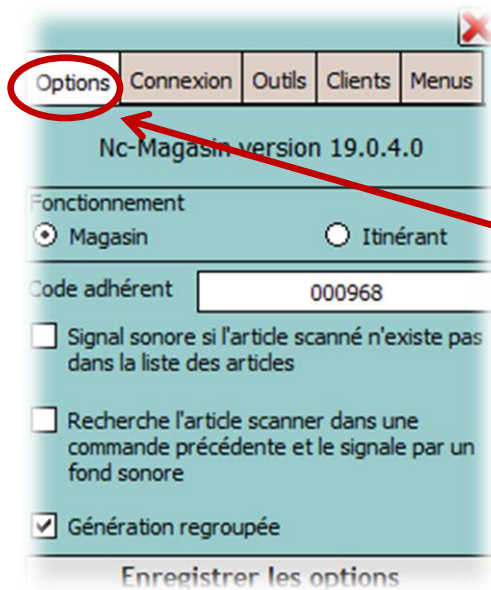 Options Connexion Outils Clients Menus
Nc-Magasin version 19.0.4.0
Fonctionnement
Magasin Itinérant
Code adhérent 000968
Signal sonore si l'article scanné n'existe pas
dans la liste des articles
Recherche l'article scanner dans une
commande précédente et le signale par un
fond sonore
Génération regroupée
Enregistrer les options